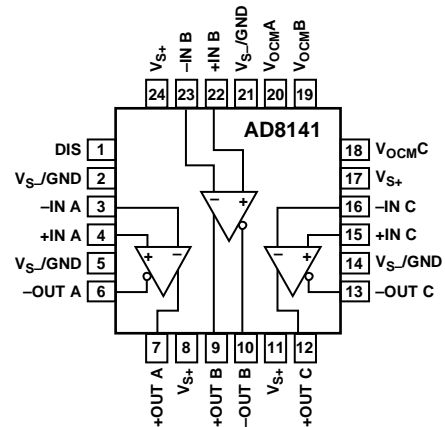 VS+
–IN B
+IN B
VS–/GND
VOCMA
VOCMB
24 23 22 21 20 19
AD8141
DIS 1
VS–/GND 2
–IN A 3
+IN A 4
VS–/GND 5
–OUT A 6
18 VOCMC
17 VS+
16 –IN C
15 +IN C
14 VS–/GND
13 –OUT C
– +
+ –
– +
7 8 9 10 11 12
+OUT A
VS+
+OUT B
–OUT B
VS+
+OUT C